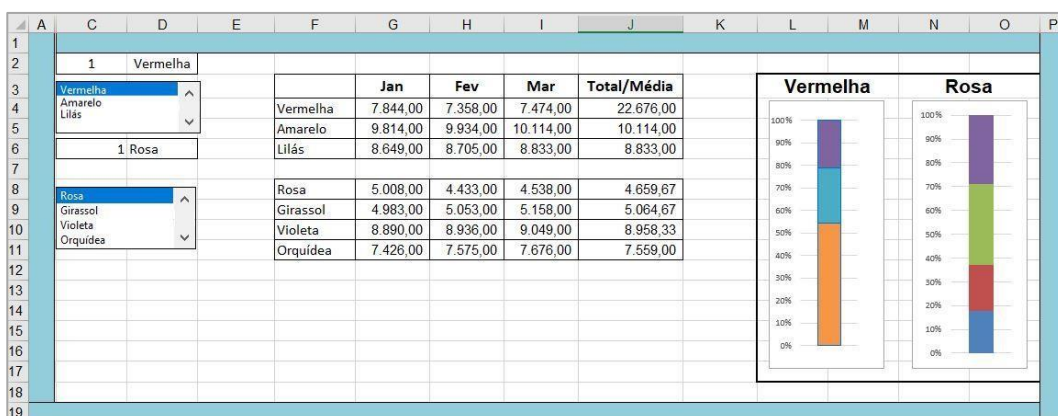 A C D E F G H I J K L M N O P
1
2 1 Vermelha
3 Vermelha Jan Fev Mar Total/Média Vermelha Rosa
Amarelo
Lilás
4 Vermelha 7.844,00 7.358,00 7.474,00 22.676,00
5 Amarelo 9.814,00 9.934,00 10.114,00 10.114,00
6 1 Rosa Lilás 8.649,00 8.705,00 8.833,00 8.833,00
7
8 Rosa Rosa 5.008,00 4.433,00 4.538,00 4.659,67
9 Girassol Girassol 4.983,00 5.053,00 5.158,00 5.064,67
10 Violeta Violeta 8.890,00 8.936,00 9.049,00 8.958,33
11 Orquídea Orquídea 7.426,00 7.575,00 7.676,00 7.559,00
12
13
14
15
16
17
18
19
100%
90%
80%
70%
60%
50%
40%
30%
20%
10%
0%
100%
90%
80%
70%
60%
50%
40%
30%
20%
10%
0%